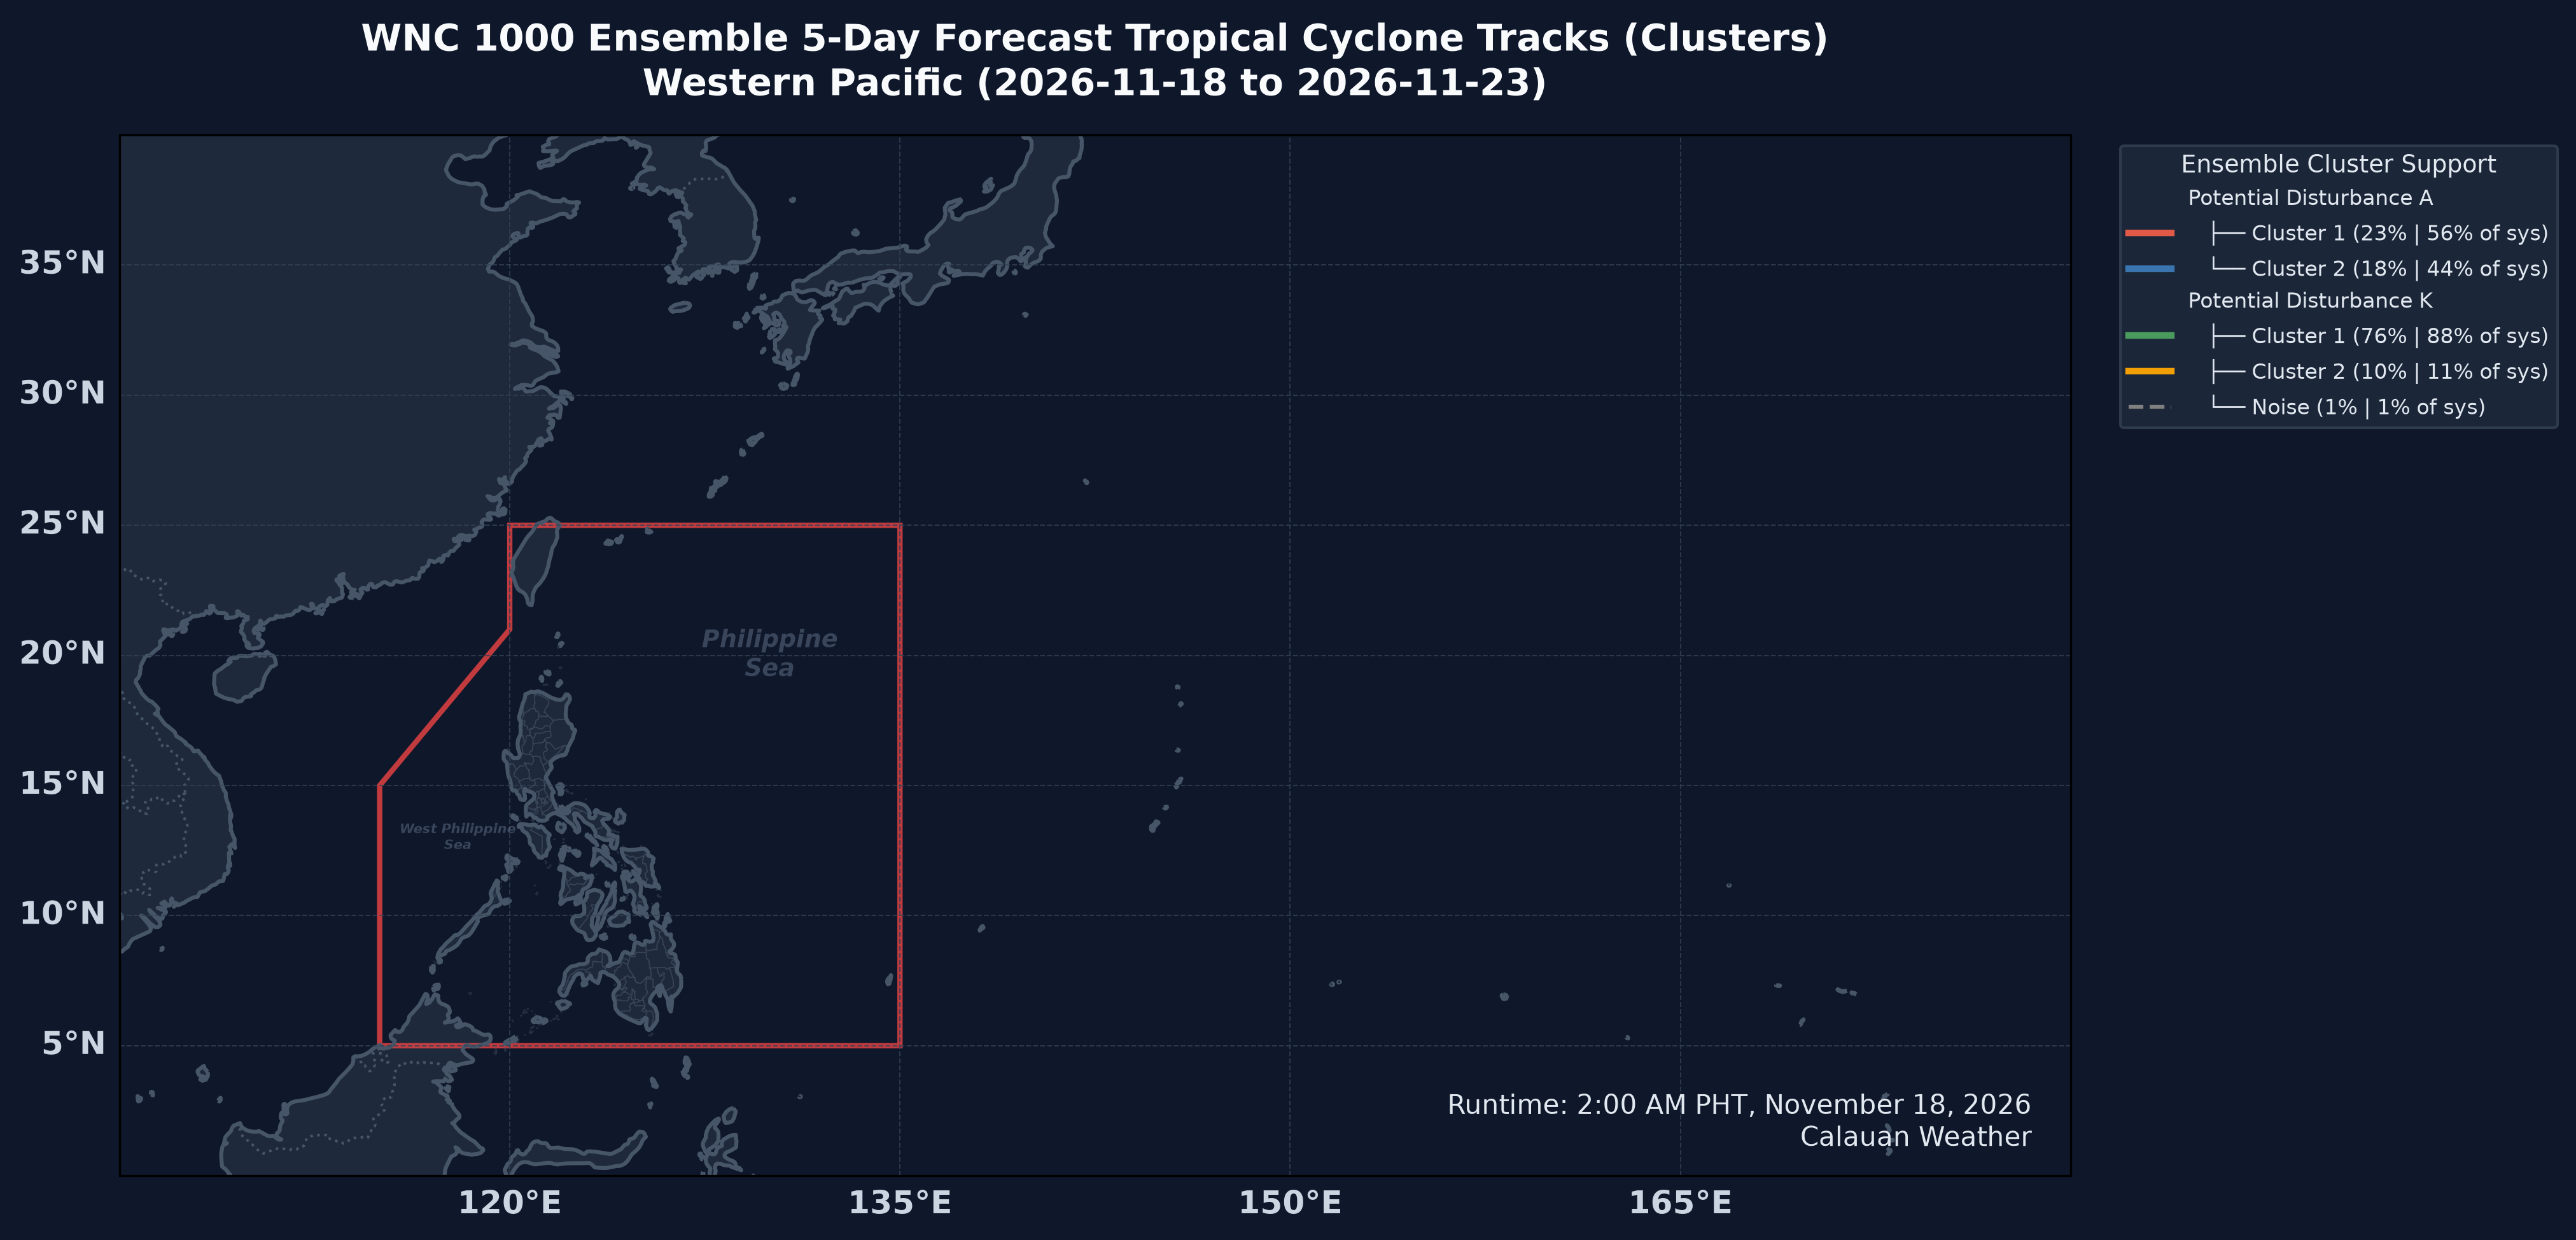 WNC 1000 Ensemble 5-Day Forecast Tropical Cyclone Tracks (Clusters)
Western Pacific (2026-11-18 to 2026-11-23)
Ensemble Cluster Support
Potential Disturbance A
Cluster 1 (23% | 56% of sys)
Cluster 2 (18% | 44% of sys)
Potential Disturbance K
Cluster 1 (76% | 88% of sys)
Cluster 2 (10% | 11% of sys)
Noise (1% | 1% of sys)
35°N
30°N
25°N
20°N
15°N
10°N
5°N
Philippine
Sea
West Philippine
Sea
Runtime: 2:00 AM PHT, November 18, 2026
Calauan Weather
120°E
135°E
150°E
165°E